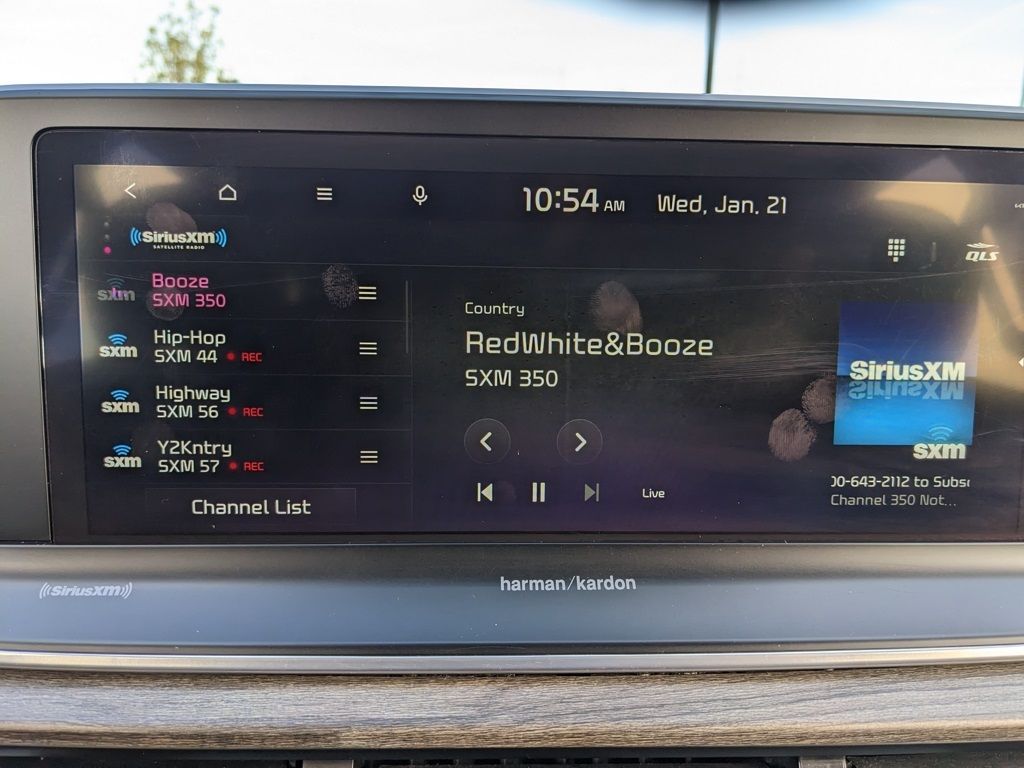 10:54 AM Wed, Jan. 21
SiriusXM
SATELLITE RADIO
QLS
sxm
Booze
SXM 350
sxm
Hip-Hop
SXM 44 REC
sxm
Highway
SXM 56 REC
sxm
Y2Kntry
SXM 57 REC
Channel List
Country
RedWhite&Booze
SXM 350
Live
SiriusXM
sxm
0-643-2112 to Subs
Channel 350 Not...
SiriusXM
harman/kardon